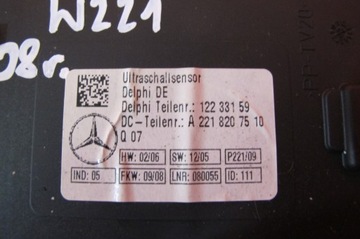 W221
08r.
Ultraschallsensor
Delphi DE
Delphi Teilenr.: 122 331 59
DC-Teilenr.: A 221 820 75 10
Q 07
HW: 02/06 SW: 12/05 P221/09
IND: 05 FKW: 09/08 LNR: 080055 ID: 111